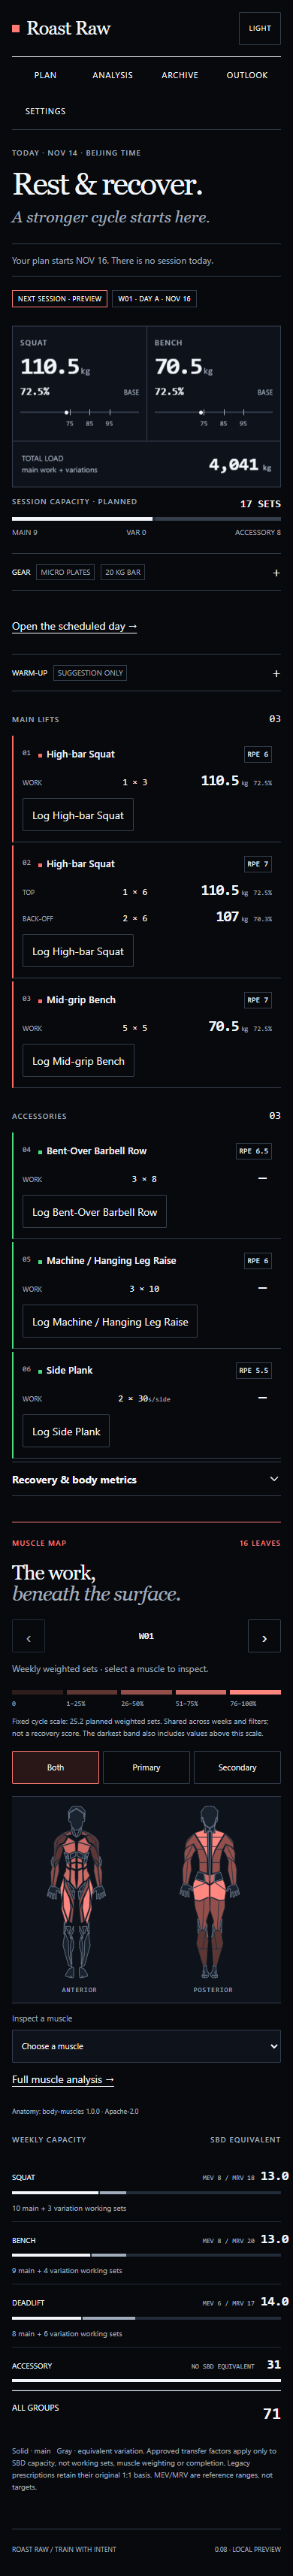 Roast Raw
LIGHT
PLAN ANALYSIS ARCHIVE OUTLOOK
SETTINGS
TODAY · NOV 14 · BEIJING TIME
Rest & recover.
A stronger cycle starts here.
Your plan starts NOV 16. There is no session today.
NEXT SESSION · PREVIEW W01 · DAY A · NOV 16
SQUAT BENCH
110.5 kg 70.5 kg
72.5% BASE 72.5% BASE
75 85 95 75 85 95
TOTAL LOAD
main work + variations
4,041 kg
SESSION CAPACITY · PLANNED 17 SETS
MAIN 9 VAR 0 ACCESSORY 8
GEAR MICRO PLATES 20 KG BAR +
Open the scheduled day →
WARM-UP SUGGESTION ONLY +
MAIN LIFTS 03
01 High-bar Squat RPE 6
WORK 1 × 3 110.5 kg 72.5%
Log High-bar Squat
02 High-bar Squat RPE 7
TOP 1 × 6 110.5 kg 72.5%
BACK-OFF 2 × 6 107 kg 70.3%
Log High-bar Squat
03 Mid-grip Bench RPE 7
WORK 5 × 5 70.5 kg 72.5%
Log Mid-grip Bench
ACCESSORIES 03
04 Bent-Over Barbell Row RPE 6.5
WORK 3 × 8 —
Log Bent-Over Barbell Row
05 Machine / Hanging Leg Raise RPE 6
WORK 3 × 10 —
Log Machine / Hanging Leg Raise
06 Side Plank RPE 5.5
WORK 2 × 30s/side —
Log Side Plank
Recovery & body metrics
MUSCLE MAP 16 LEAVES
The work,
beneath the surface.
‹ W01 ›
Weekly weighted sets · select a muscle to inspect.
0 1–25% 26–50% 51–75% 76–100%
Fixed cycle scale: 25.2 planned weighted sets. Shared across weeks and filters;
not a recovery score. The darkest band also includes values above this scale.
Both Primary Secondary
ANTERIOR POSTERIOR
Inspect a muscle
Choose a muscle
Full muscle analysis →
Anatomy: body-muscles 1.0.0 · Apache-2.0
WEEKLY CAPACITY SBD EQUIVALENT
SQUAT MEV 8 / MRV 18 13.0
10 main + 3 variation working sets
BENCH MEV 8 / MRV 20 13.0
9 main + 4 variation working sets
DEADLIFT MEV 6 / MRV 17 14.0
8 main + 6 variation working sets
ACCESSORY NO SBD EQUIVALENT 31
ALL GROUPS 71
Solid · main Gray · equivalent variation. Approved transfer factors apply only to
SBD capacity, not working sets, muscle weighting or completion. Legacy
prescriptions retain their original 1:1 basis. MEV/MRV are reference ranges, not
targets.
ROAST RAW / TRAIN WITH INTENT 0.08 · LOCAL PREVIEW